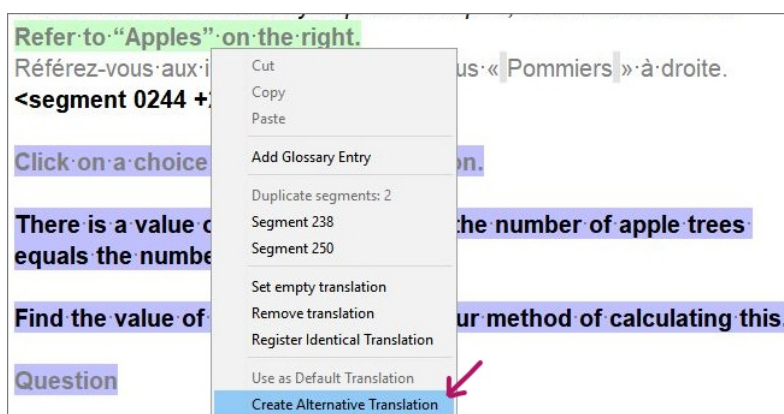 Refer to “Apples” on the right.
Référez-vous aux i
us « Pommiers » à droite.
<segment 0244 +
Click on a choice
on.
There is a value
the number of apple trees
equals the numbe
Find the value of
ur method of calculating this.
Question
Cut
Copy
Paste
Add Glossary Entry
Duplicate segments: 2
Segment 238
Segment 250
Set empty translation
Remove translation
Register Identical Translation
Use as Default Translation
Create Alternative Translation